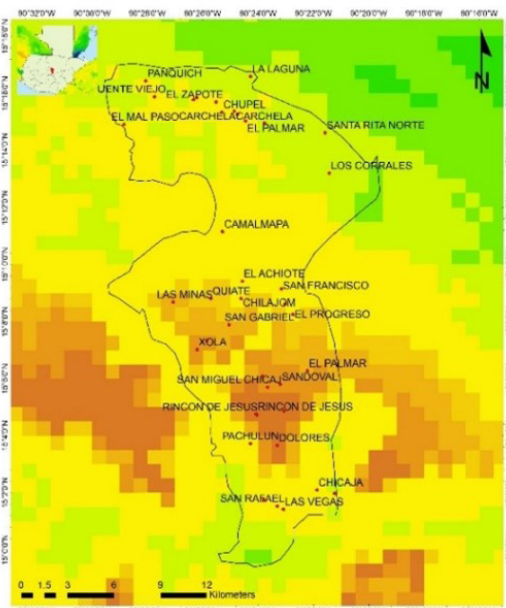 90°32'0"W 90°30'0"W 90°28'0"W 90°26'0"W 90°24'0"W 90°22'0"W 90°20'0"W 90°18'0"W 90°16'0"W
N
PANQUICH
LA LAGUNA
UENTE VIEJO
EL ZAPOTE
CHUPEL
EL MAL PASO
CARCHELA
CARCHELA
EL PALMAR
SANTA RITA NORTE
LOS CORRALES
CAMALMAPA
EL ACHIOTE
SAN FRANCISCO
LAS MINAS
QUIATE
CHILAJOM
SAN GABRIEL
EL PROGRESO
XOLA
EL PALMAR
SAN MIGUEL CHICAJ
SANDOVAL
RINCON DE JESUS
RINCON DE JESUS
PACHULUN
DOLORES
CHICAJA
SAN RAFAEL
LAS VEGAS
0 1.5 3 6 9 12
Kilometers